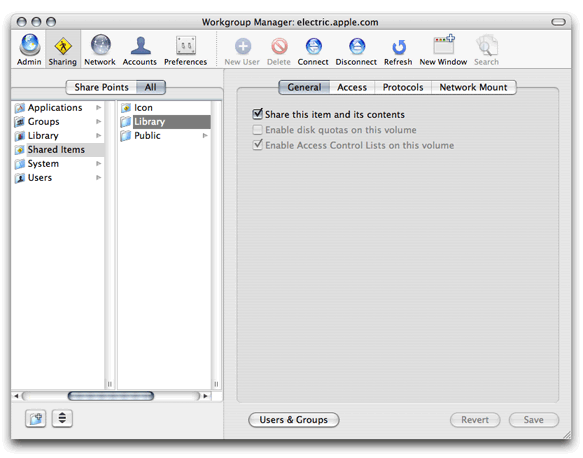 Workgroup Manager: electric.apple.com
Admin Sharing Network Accounts Preferences New User Delete Connect Disconnect Refresh New Window Search
Share Points All
General Access Protocols Network Mount
Applications
Groups
Library
Shared Items
System
Users
Icon
Library
Public
Share this item and its contents
Enable disk quotas on this volume
Enable Access Control Lists on this volume
Users & Groups Revert Save